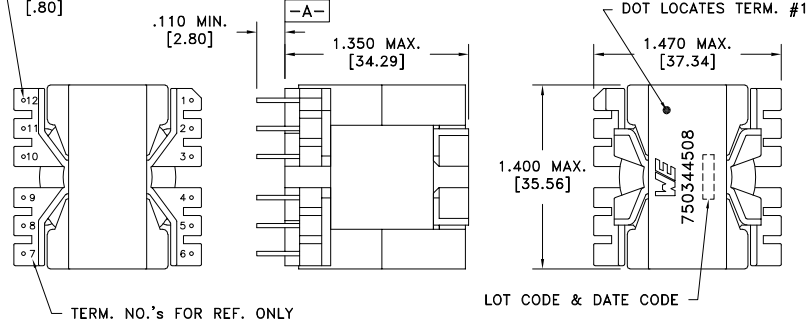 [.80]
.110 MIN.
[2.80]
-A-
1.350 MAX.
[34.29]
DOT LOCATES TERM. #1
1.470 MAX.
[37.34]
12
11
10
9
8
7
1
2
3
4
5
6
1.400 MAX.
[35.56]
WE
750344508
TERM. NO.'s FOR REF. ONLY
LOT CODE & DATE CODE